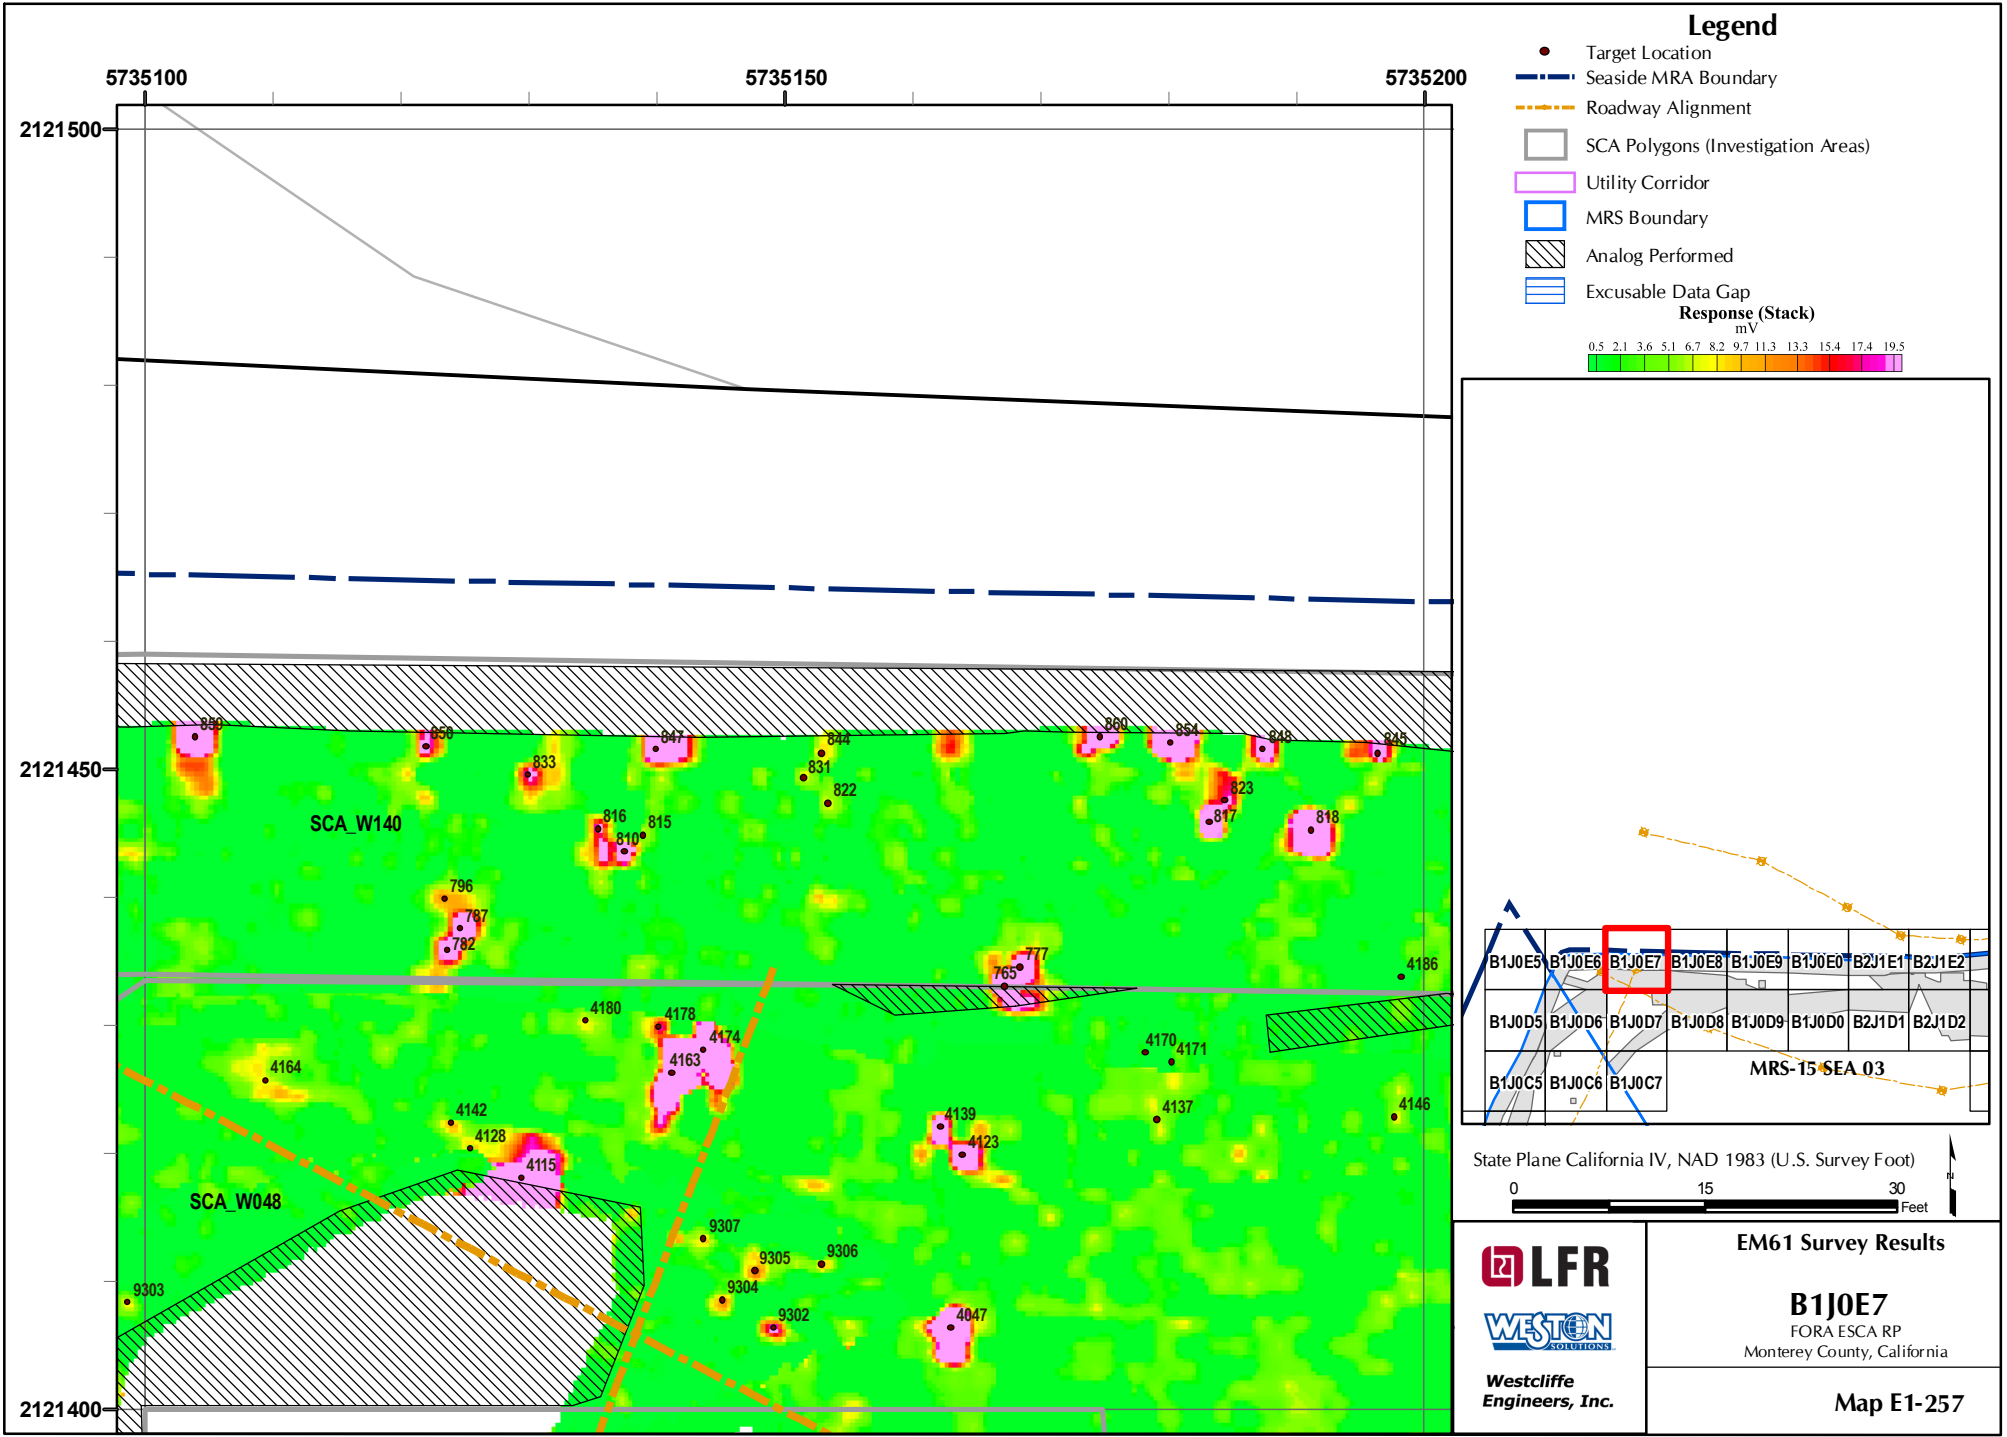 Legend
Target Location
Seaside MRA Boundary
Roadway Alignment
SCA Polygons (Investigation Areas)
Utility Corridor
MRS Boundary
Analog Performed
Excusable Data Gap
Response (Stack)
mV
0.5 2.1 3.6 5.1 6.7 8.2 9.7 11.3 13.3 15.4 17.4 19.5
5735100 5735150 5735200
2121500
2121450
2121400
859
850
847
844
860
854
848
845
833
831
822
823
817
818
816
815
810
SCA_W140
796
787
782
777
765
4186
4180
4178
4174
4163
4170
4171
4164
4142
4128
4139
4137
4146
4123
4115
SCA_W048
9307
9305
9306
9304
9303
9302
4047
B1J0E5 B1J0E6 B1J0E7 B1J0E8 B1J0E9 B1J0E0 B2J1E1 B2J1E2
B1J0D5 B1J0D6 B1J0D7 B1J0D8 B1J0D9 B1J0D0 B2J1D1 B2J1D2
B1J0C5 B1J0C6 B1J0C7
MRS-15 SEA 03
State Plane California IV, NAD 1983 (U.S. Survey Foot)
0 15 30
Feet
N
LFR
WESTON
SOLUTIONS
Westcliffe
Engineers, Inc.
EM61 Survey Results
B1J0E7
FORA ESCA RP
Monterey County, California
Map E1-257